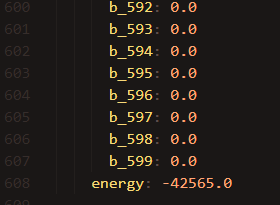 600 b_592: 0.0
601 b_593: 0.0
602 b_594: 0.0
603 b_595: 0.0
604 b_596: 0.0
605 b_597: 0.0
606 b_598: 0.0
607 b_599: 0.0
608 energy: -42565.0